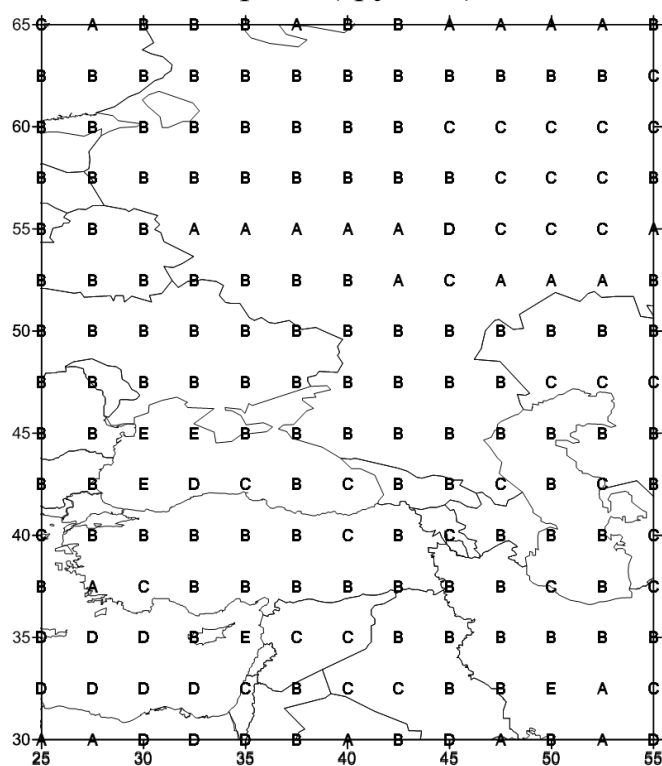 65 C A B B B A B B A A A A B
B B B B B B B B B B B B C
60 B B B B B B B B C C C C C
B B B B B B B B B C C C B
55 B B B A A A A A D C C C A
B B B B B B B A C A A A B
50 B B B B B B B B B B B B B
B B B B B B B B B B C C C
45 B B E E B B B B B B B B B
B B E D C B C B B C B C B
40 C B B B B B C B C B B B C
B A C B B B B B B B C B C
35 D D D B E C C B B B B B B
D D D D C B C C B B E A C
30 A A D D D B A B D A B A D
25 30 35 40 45 50 55